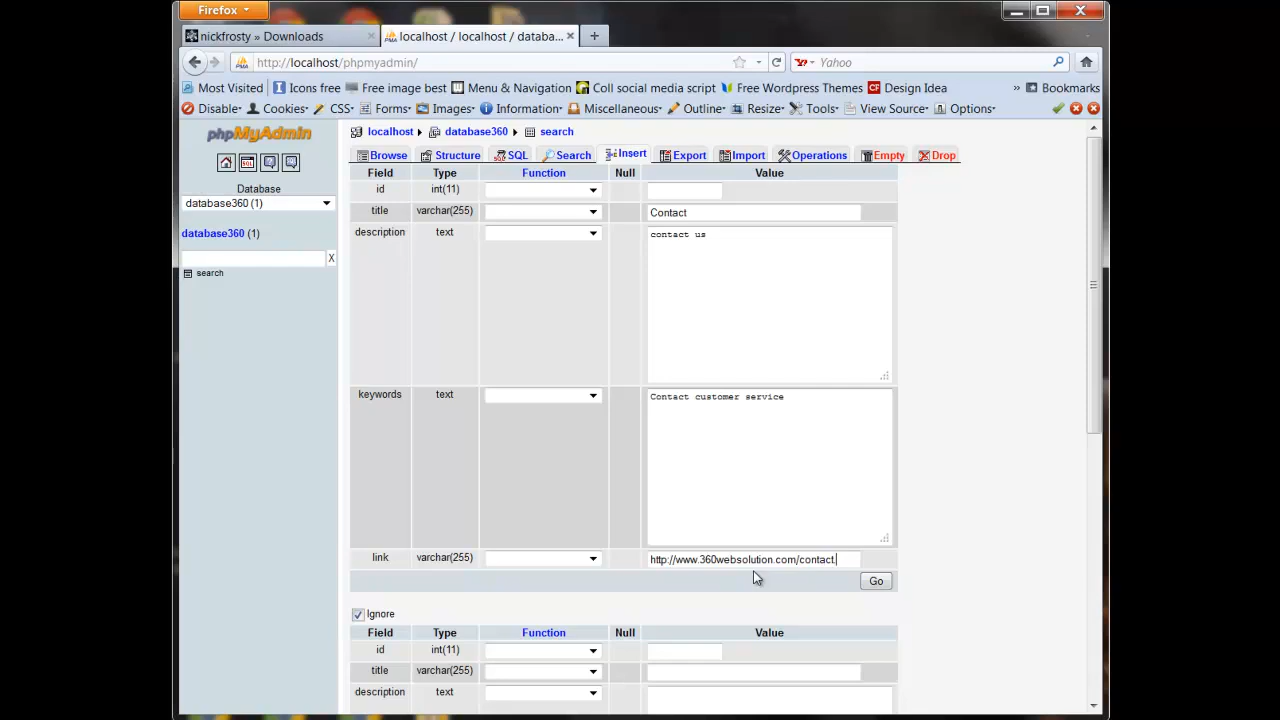 Firefox
nickfrosty » Downloads
localhost / localhost / databa...
http://localhost/phpmyadmin/
Yahoo
Most Visited Icons free Free image best Menu & Navigation Coll social media script Free Wordpress Themes CF Design Idea » Bookmarks
Disable Cookies CSS Forms Images Information Miscellaneous Outline Resize Tools View Source Options
phpMyAdmin
localhost database360 search
Browse Structure SQL Search Insert Export Import Operations Empty Drop
SQL
Database
database360 (1)
database360 (1)
X
search
Field Type Function Null Value
id int(11)
title varchar(255) Contact
description text contact us
keywords text Contact customer service
link varchar(255) http://www.360websolution.com/contact.
Go
Ignore
Field Type Function Null Value
id int(11)
title varchar(255)
description text